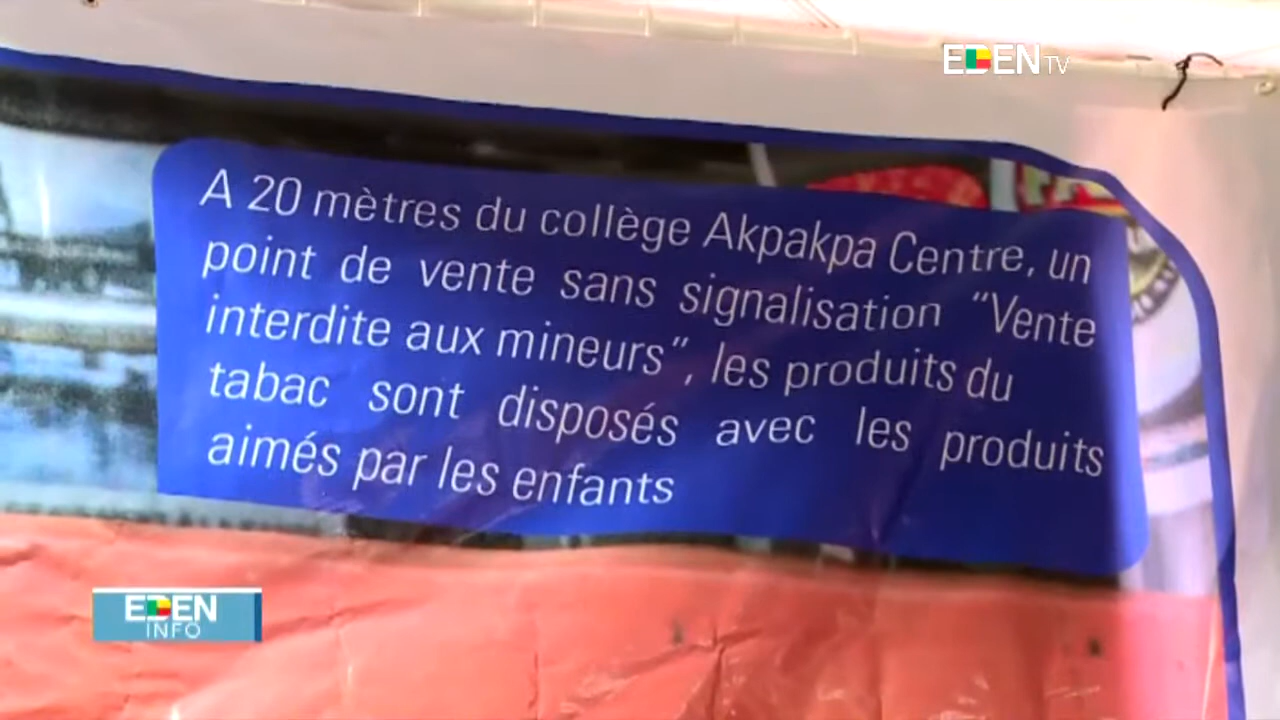 EDEN TV
A 20 mètres du collège Akpakpa Centre, un
point de vente sans signalisation “Vente
interdite aux mineurs”, les produits du
tabac sont disposés avec les produits
aimés par les enfants
EDEN
INFO